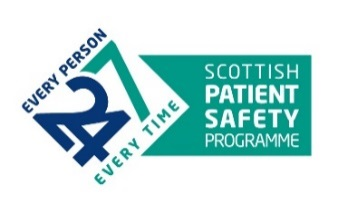 EVERY PERSON
24/7
EVERY TIME
SCOTTISH
PATIENT
SAFETY
PROGRAMME